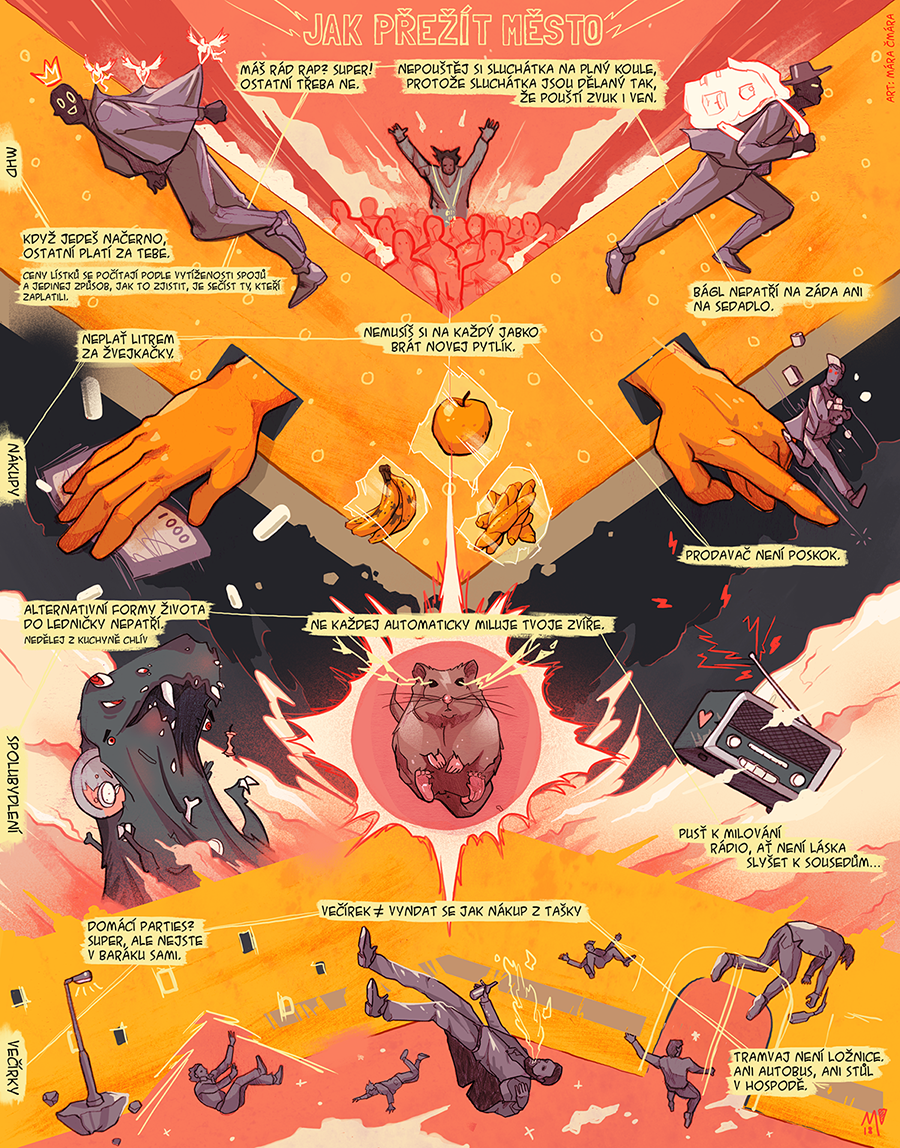 JAK PŘEŽÍT MĚSTO
ART: MÁRA ČMÁRA
MHD
MÁŠ RÁD RAP? SUPER!
OSTATNÍ TŘEBA NE.
NEPOUŠTĚJ SI SLUCHÁTKA NA PLNÝ KOULE,
PROTOŽE SLUCHÁTKA JSOU DĚLANÝ TAK,
ŽE POUŠTÍ ZVUK I VEN.
KDYŽ JEDEŠ NAČERNO,
OSTATNÍ PLATÍ ZA TEBE.
CENY LÍSTKŮ SE POČÍTAJÍ PODLE VYTÍŽENOSTI SPOJŮ
A JEDINEJ ZPŮSOB, JAK TO ZJISTIT, JE SEČÍST TY, KTEŘÍ
ZAPLATILI.
BÁGL NEPATŘÍ NA ZÁDA ANI
NA SEDADLO.
NÁKUPY
NEPLAŤ LITREM
ZA ŽVEJKAČKY.
NEMUSÍŠ SI NA KAŽDÝ JABKO
BRÁT NOVEJ PYTLÍK.
1000
PRODAVAČ NENÍ POSKOK.
SPOLUBYDLENÍ
ALTERNATIVNÍ FORMY ŽIVOTA
DO LEDNIČKY NEPATŘÍ.
NEDĚLEJ Z KUCHYNĚ CHLÍV
NE KAŽDEJ AUTOMATICKY MILUJE TVOJE ZVÍŘE.
PUSŤ K MILOVÁNÍ
RÁDIO, AŤ NENÍ LÁSKA
SLYŠET K SOUSEDŮM...
VEČÍRKY
VEČÍREK ≠ VYNDAT SE JAK NÁKUP Z TAŠKY
DOMÁCÍ PARTIES?
SUPER, ALE NEJSTE
V BARÁKU SAMI.
TRAMVAJ NENÍ LOŽNICE.
ANI AUTOBUS, ANI STŮL
V HOSPODĚ.
18